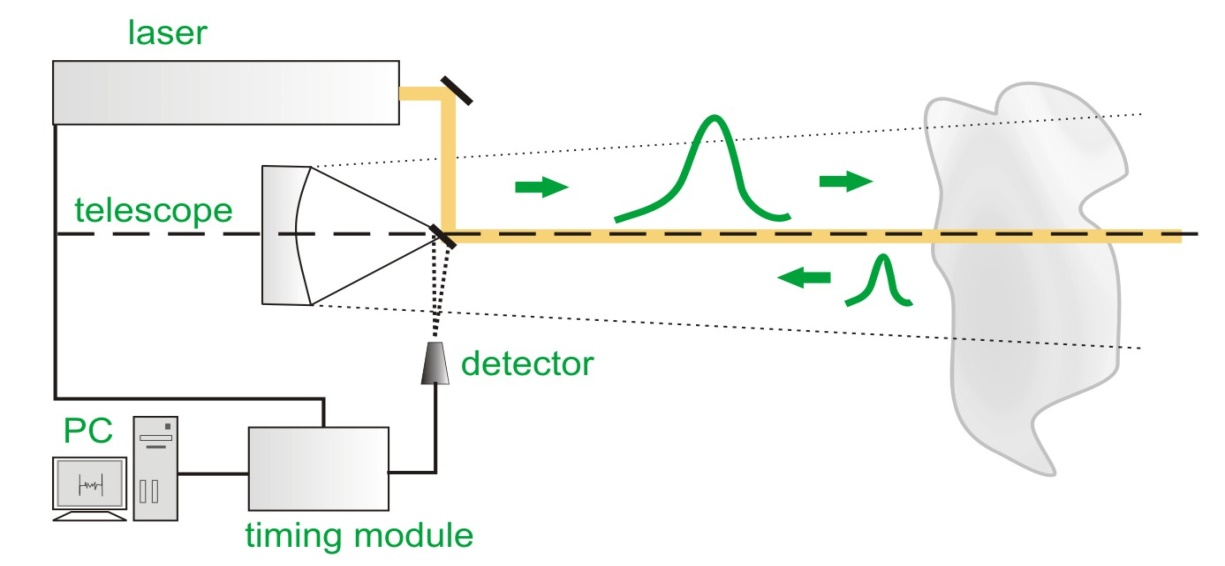 laser
telescope
detector
PC
timing module